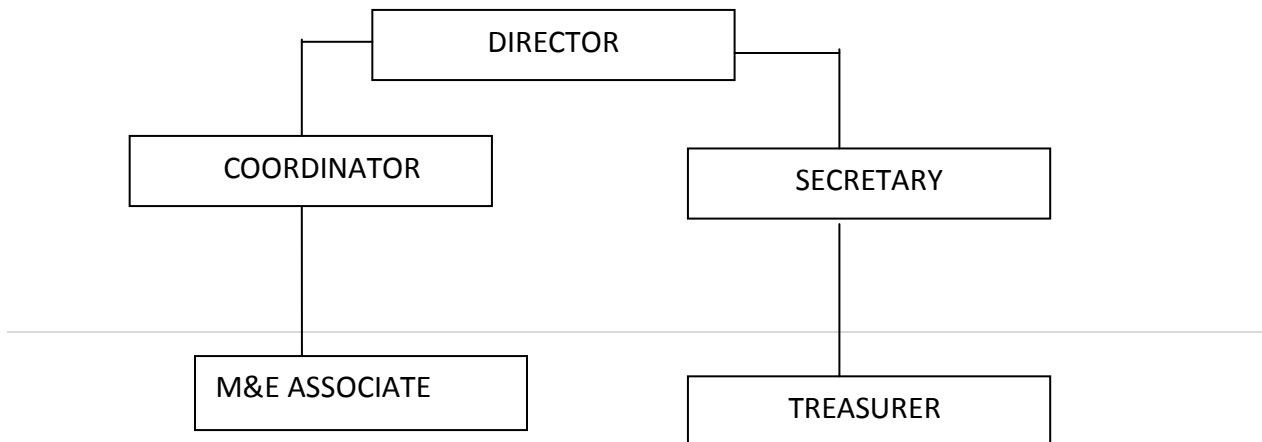 DIRECTOR
COORDINATOR
SECRETARY
M&E ASSOCIATE
TREASURER